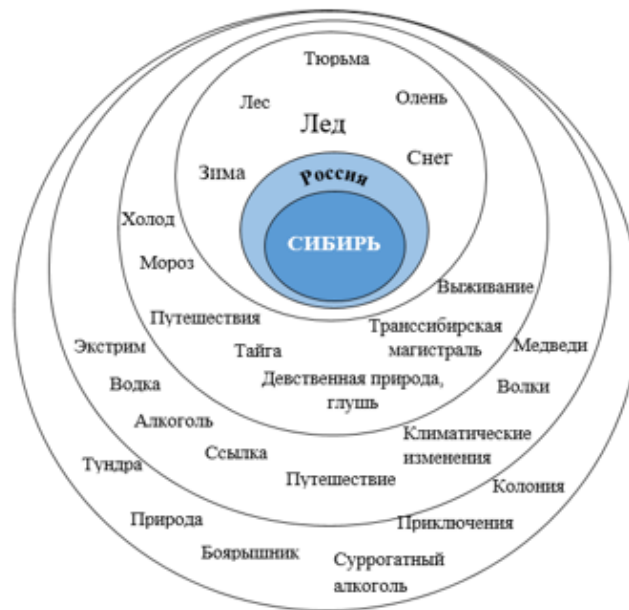 Тюрьма
Лес
Олень
Лед
Снег
Зима
Россия
Холод
СИБИРЬ
Мороз
Выживание
Путешествия
Транссибирская
магистраль
Экстрим
Тайга
Медведи
Водка
Девственная природа,
глушь
Волки
Алкоголь
Климатические
изменения
Ссылка
Тундра
Путешествие
Колония
Природа
Приключения
Боярышник
Суррогатный
алкоголь